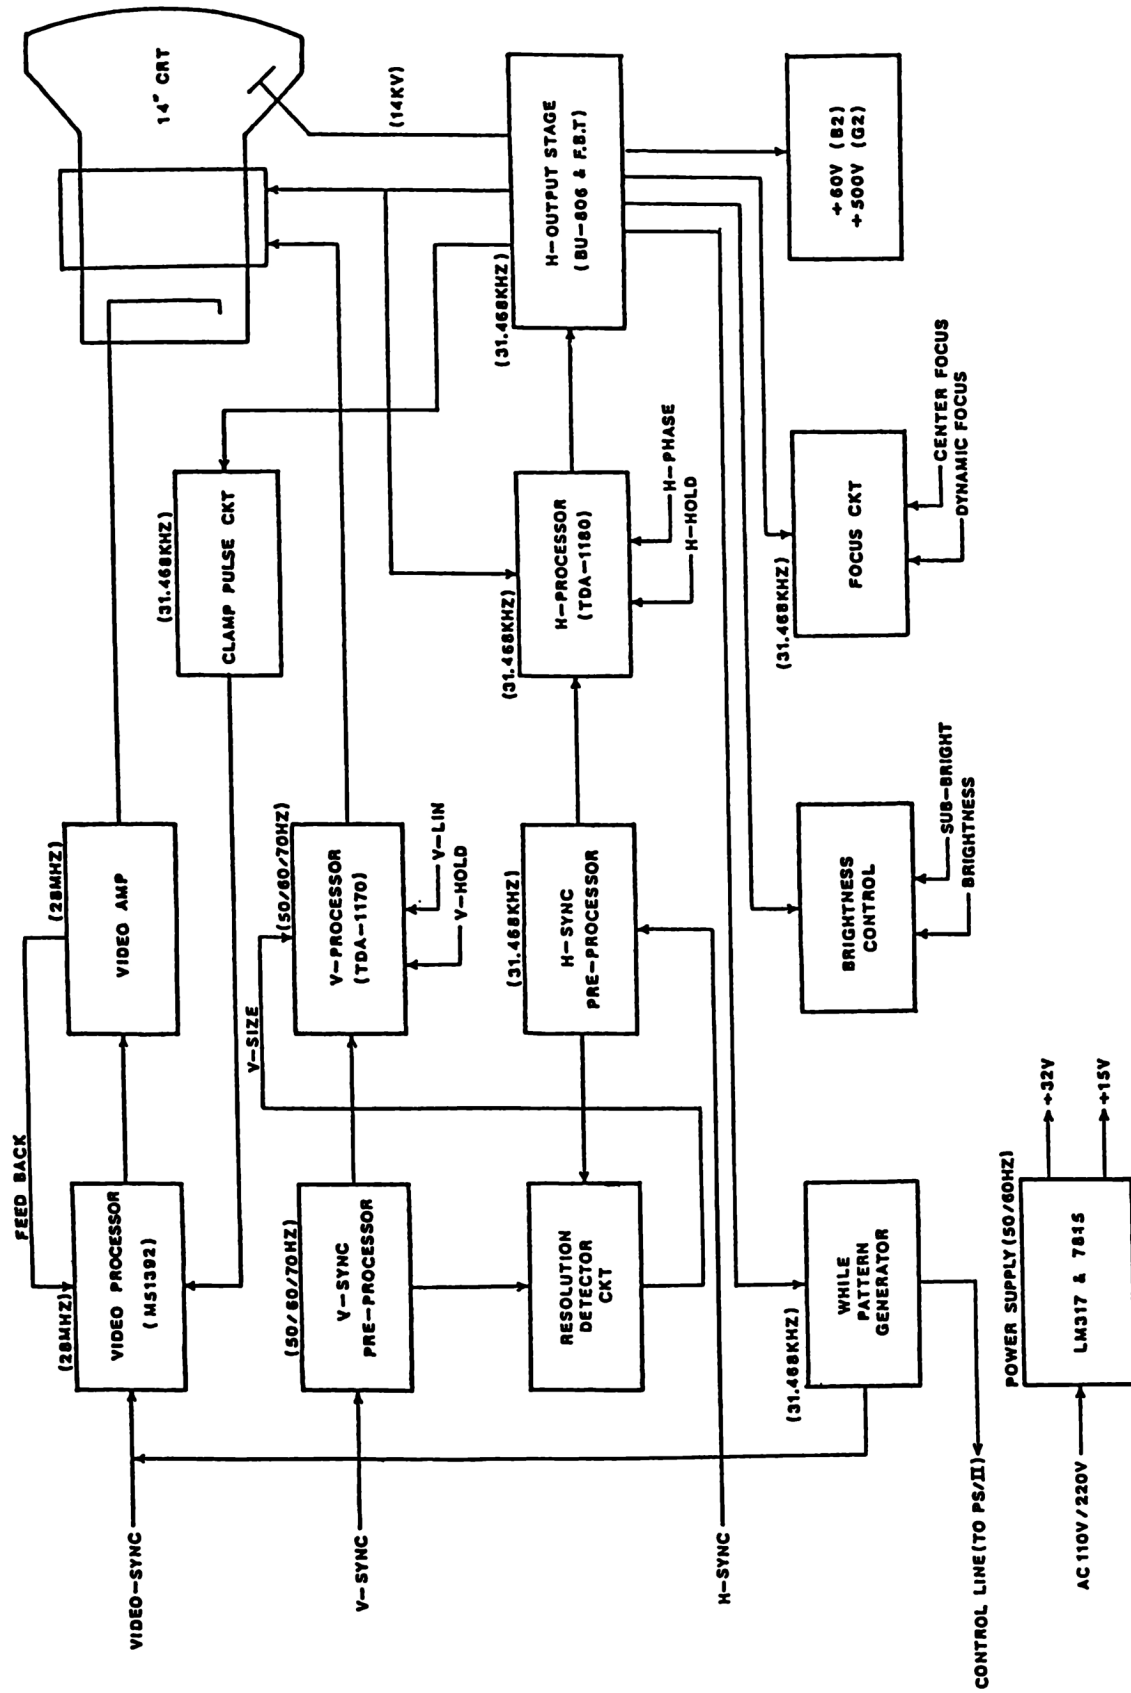 14" CRT
(14KV)
FEED BACK
(28MHZ)
VIDEO PROCESSOR
(M51392)
(28MHZ)
VIDEO AMP
(31.468KHZ)
CLAMP PULSE CKT
VIDEO-SYNC
V-SIZE
(50/60/70HZ)
V-SYNC
PRE-PROCESSOR
(50/60/70HZ)
V-PROCESSOR
(TDA-1170)
V-LIN
V-HOLD
V-SYNC
RESOLUTION
DETECTOR
CKT
(31.468KHZ)
H-SYNC
PRE-PROCESSOR
(31.468KHZ)
H-PROCESSOR
(TDA-1180)
H-PHASE
H-HOLD
(31.468KHZ)
H-OUTPUT STAGE
(BU-806 & F.B.T)
H-SYNC
(31.468KHZ)
WHILE
PATTERN
GENERATOR
BRIGHTNESS
CONTROL
SUB-BRIGHT
BRIGHTNESS
(31.468KHZ)
FOCUS CKT
CENTER FOCUS
DYNAMIC FOCUS
+60V (B2)
+500V (G2)
CONTROL LINE (TO PS/II)
POWER SUPPLY (50/60HZ)
LM317 & 7815
AC 110V/220V
+32V
+15V